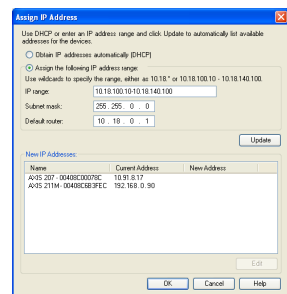 Assign IP Address
Use DHCP or enter an IP address range and click Update to automatically list available
addresses for the devices.
Obtain IP addresses automatically (DHCP)
Assign the following IP address range:
Use wildcards to specify the range, either as 10.18.* or 10.18.100.10 - 10.18.140.100.
IP range: 10.18.100.10-10.18.140.100
Subnet mask: 255 . 255 . 0 . 0
Default router: 10 . 18 . 0 . 1
Update
New IP Addresses:
Name Current Address New Address
AXIS 207 - 00408C00078C 10.91.8.17
AXIS 211M - 00408C6B3FEC 192.168.0.90
Edit
OK Cancel Help